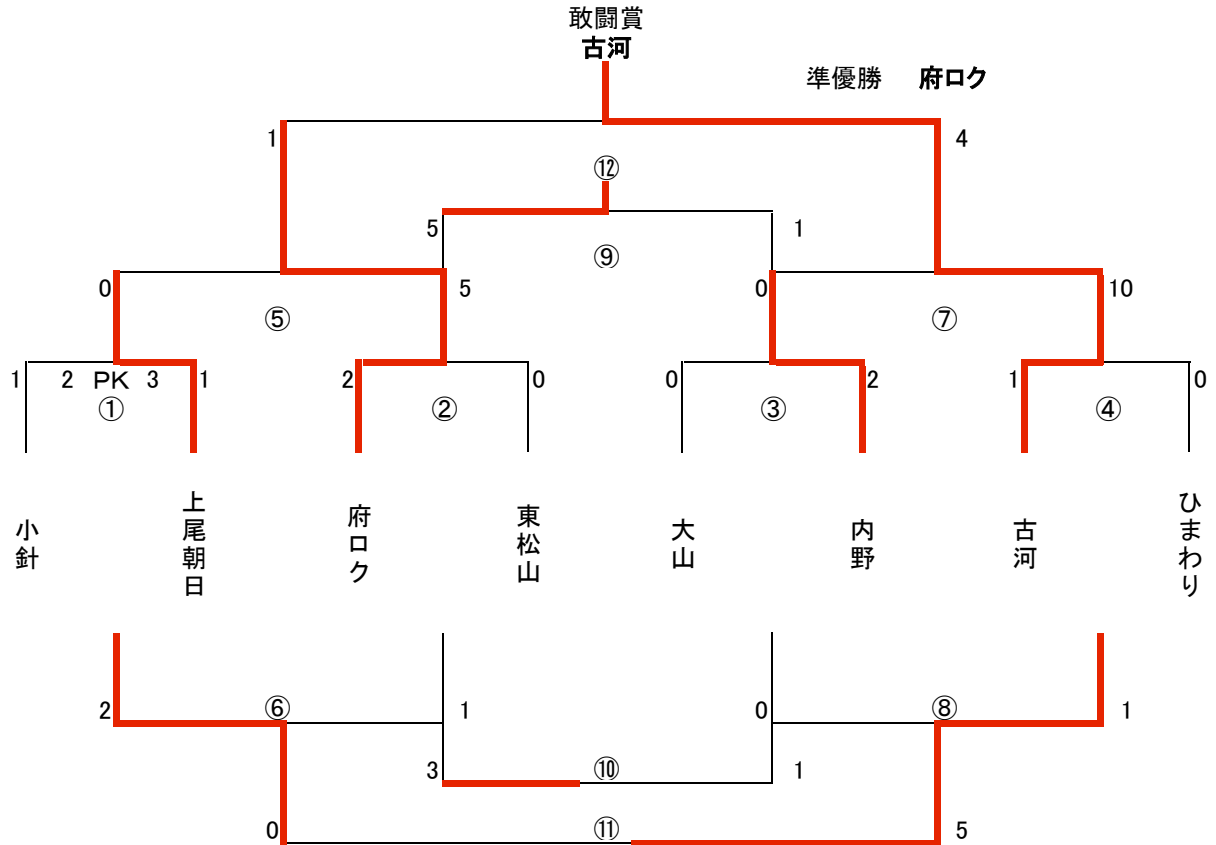 敢闘賞
古河
準優勝 府ロク
1 4
⑫
5 1
⑨
0 5 0 10
⑤ ⑦
1 2 PK 3 1 2 0 0 2 1 0
① ② ③ ④
小針
上尾朝日
府ロク
東松山
大山
内野
古河
ひまわり
2 ⑥ 1 0 ⑧ 1
3 ⑩ 1
0 ⑪ 5